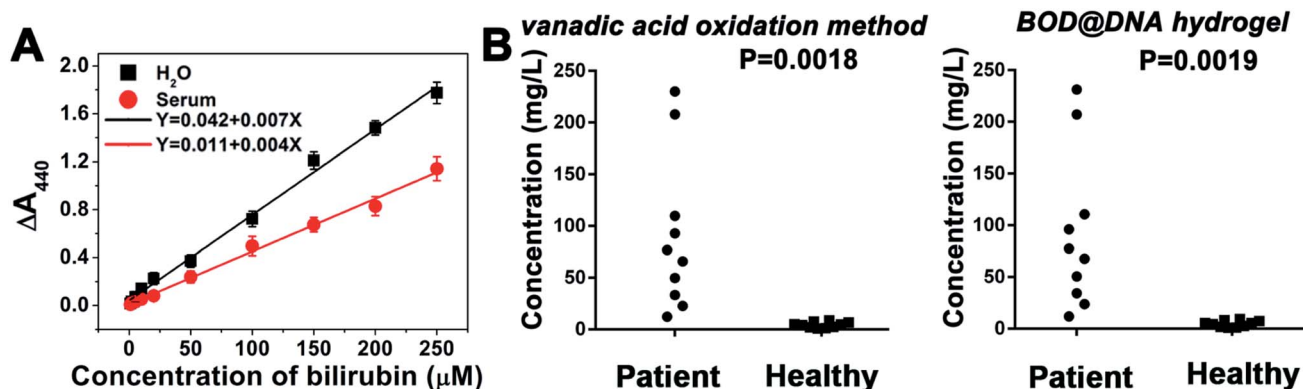 A
2.0
1.6
1.2
0.8
0.4
0.0
ΔA440
H2O
Serum
Y=0.042+0.007X
Y=0.011+0.004X
0 50 100 150 200 250
Concentration of bilirubin (μM)
B
vanadic acid oxidation method
P=0.0018
250
200
150
100
50
0
Concentration (mg/L)
Patient Healthy
BOD@DNA hydrogel
P=0.0019
250
200
150
100
50
0
Concentration (mg/L)
Patient Healthy